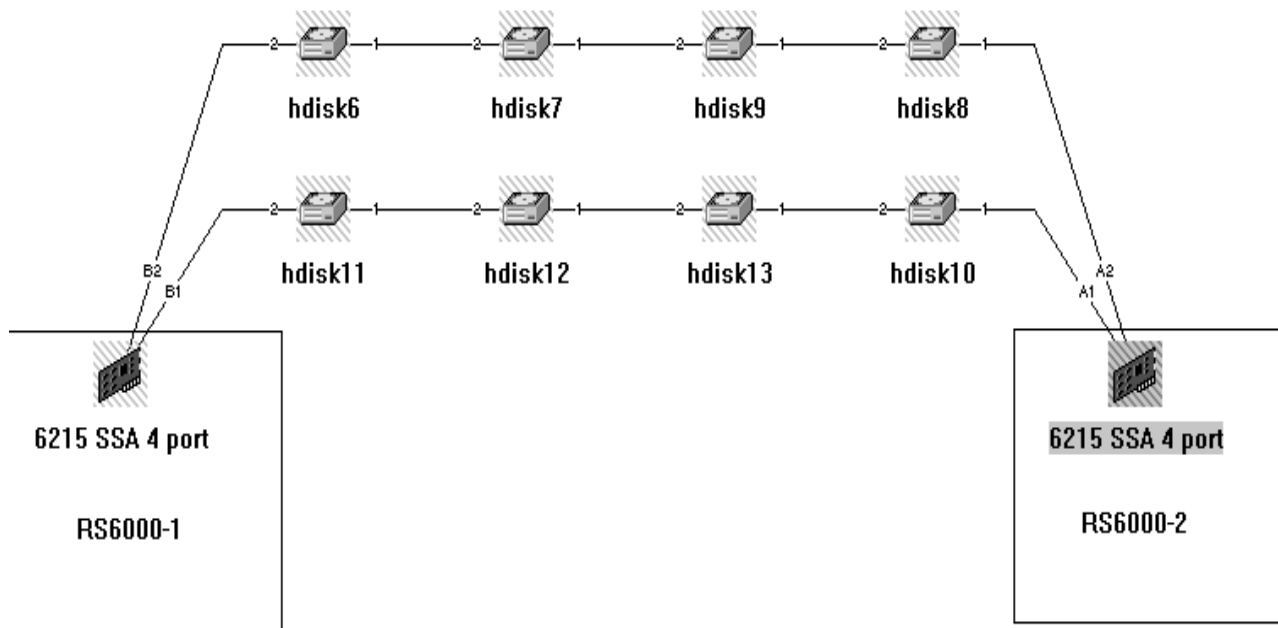 2 1 2 1 2 1 2 1
hdisk6 hdisk7 hdisk9 hdisk8
2 1 2 1 2 1 2 1
hdisk11 hdisk12 hdisk13 hdisk10
B2 A2
B1 A1
6215 SSA 4 port 6215 SSA 4 port
RS6000-1 RS6000-2